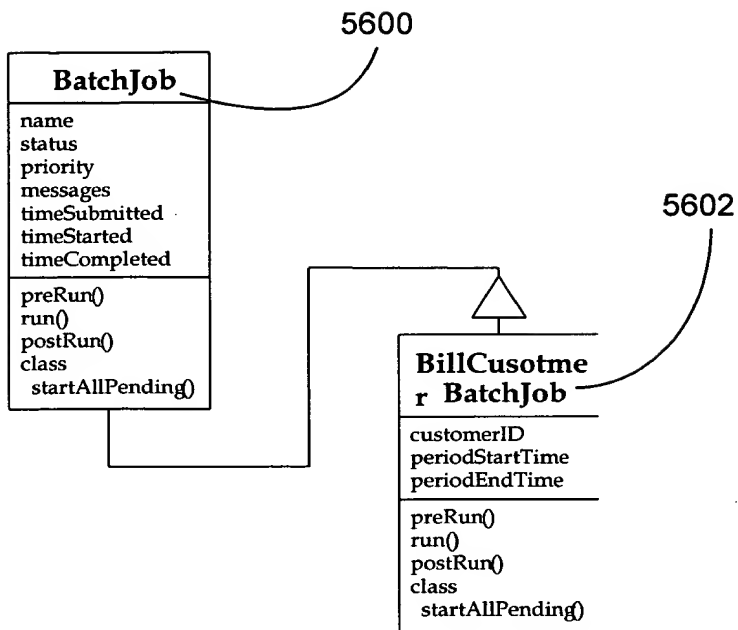 5600
BatchJob
name
status
priority
messages
timeSubmitted
timeStarted
timeCompleted
preRun()
run()
postRun()
class
startAllPending()
5602
BillCusotme
r BatchJob
customerID
periodStartTime
periodEndTime
preRun()
run()
postRun()
class
startAllPending()